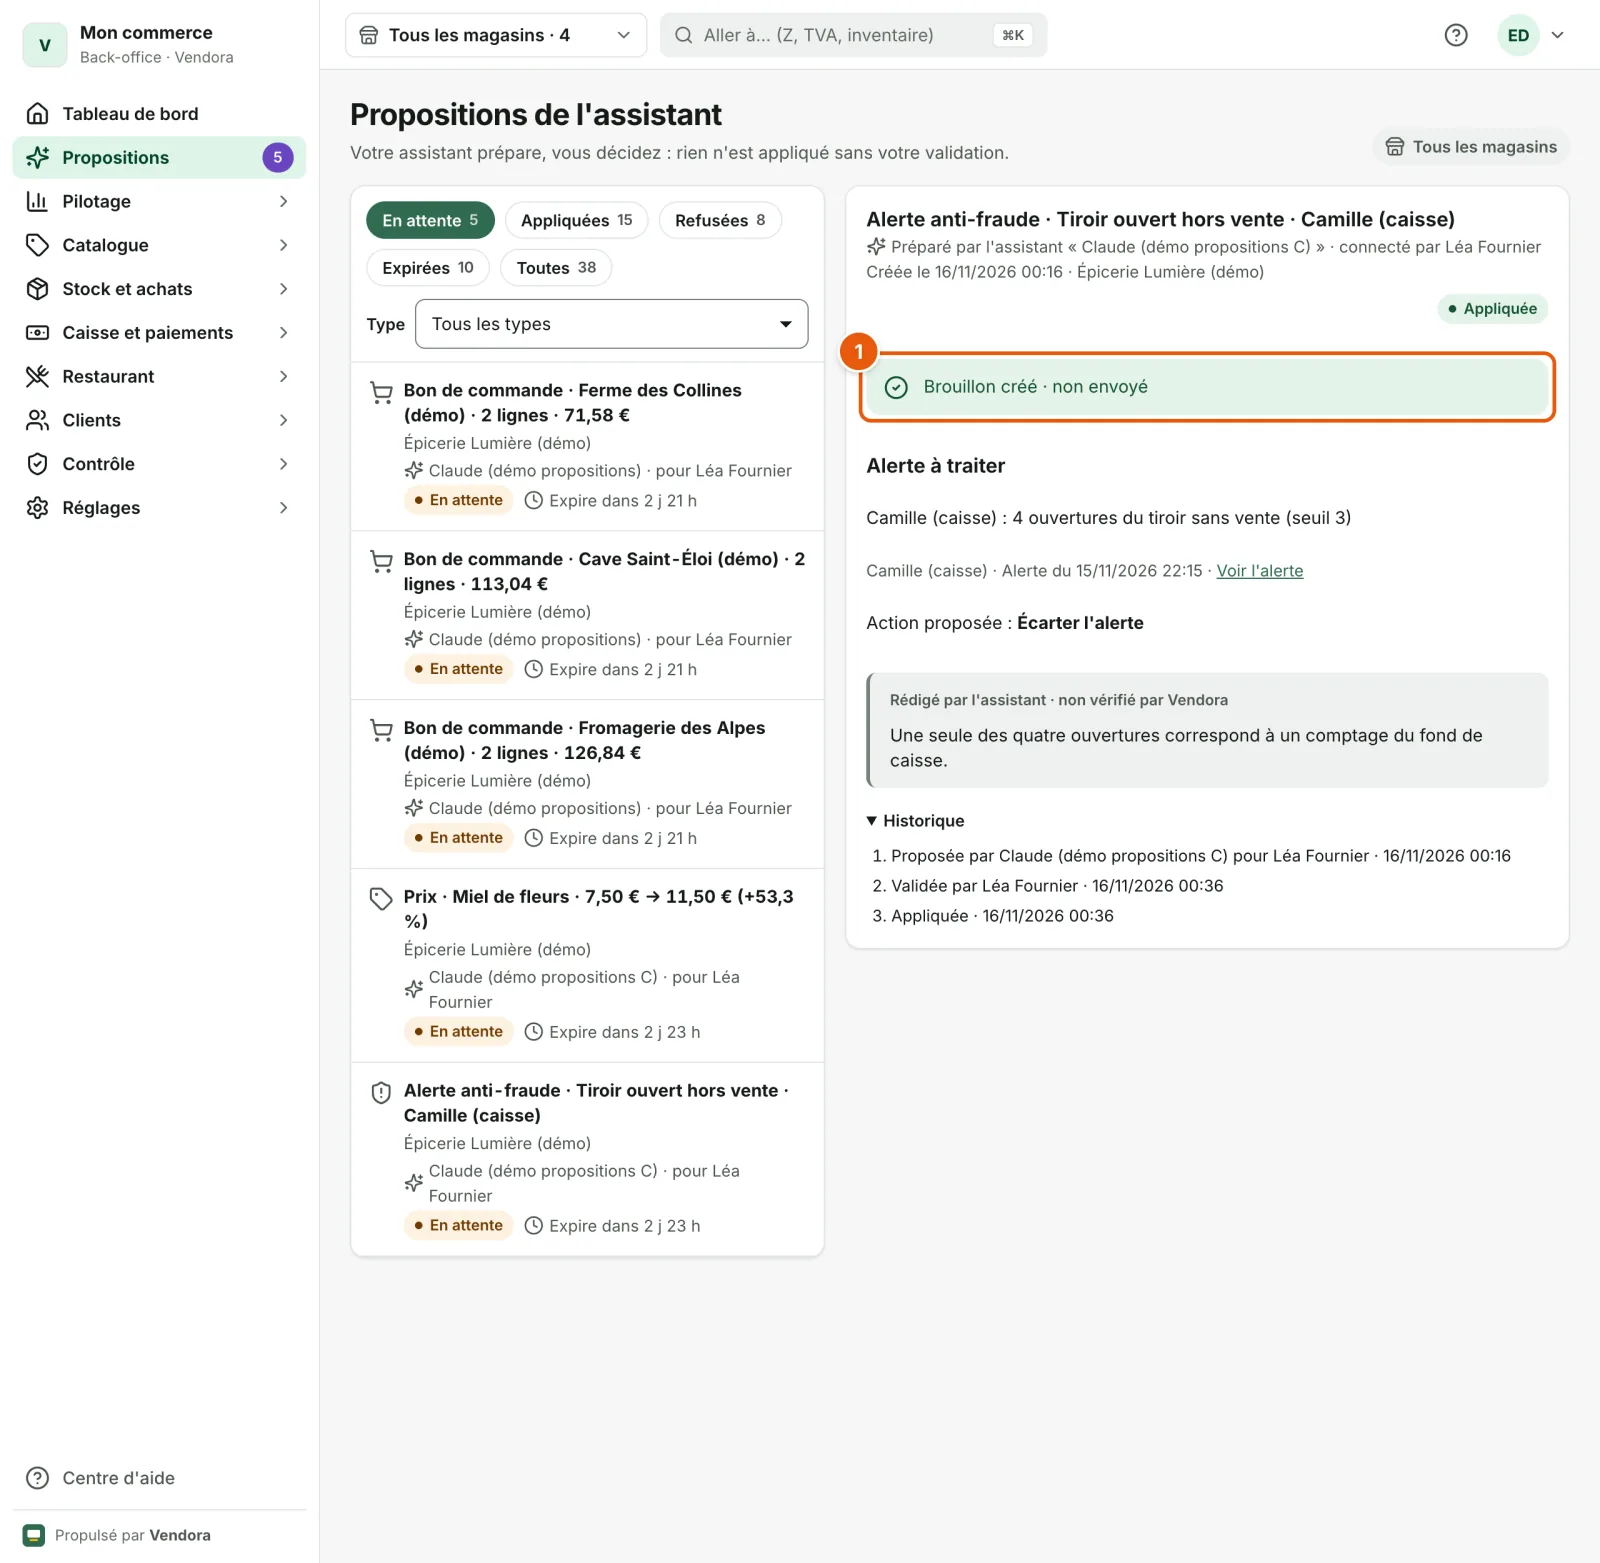 V
Mon commerce
Back-office · Vendora
Tous les magasins · 4
Aller à... (Z, TVA, inventaire)
⌘K
ED
Tableau de bord
Propositions
5
Pilotage
Catalogue
Stock et achats
Caisse et paiements
Restaurant
Clients
Contrôle
Réglages
Centre d'aide
Propulsé par Vendora
Propositions de l'assistant
Votre assistant prépare, vous décidez : rien n'est appliqué sans votre validation.
Tous les magasins
En attente 5
Appliquées 15
Refusées 8
Expirées 10
Toutes 38
Type
Tous les types
Bon de commande · Ferme des Collines
(démo) · 2 lignes · 71,58 €
Épicerie Lumière (démo)
Claude (démo propositions) · pour Léa Fournier
En attente
Expire dans 2 j 21 h
Bon de commande · Cave Saint-Éloi (démo) · 2
lignes · 113,04 €
Épicerie Lumière (démo)
Claude (démo propositions) · pour Léa Fournier
En attente
Expire dans 2 j 21 h
Bon de commande · Fromagerie des Alpes
(démo) · 2 lignes · 126,84 €
Épicerie Lumière (démo)
Claude (démo propositions) · pour Léa Fournier
En attente
Expire dans 2 j 21 h
Prix · Miel de fleurs · 7,50 € → 11,50 € (+53,3
%)
Épicerie Lumière (démo)
Claude (démo propositions C) · pour Léa
Fournier
En attente
Expire dans 2 j 23 h
Alerte anti-fraude · Tiroir ouvert hors vente ·
Camille (caisse)
Épicerie Lumière (démo)
Claude (démo propositions C) · pour Léa
Fournier
En attente
Expire dans 2 j 23 h
Alerte anti-fraude · Tiroir ouvert hors vente · Camille (caisse)
Préparé par l'assistant « Claude (démo propositions C) » · connecté par Léa Fournier
Créée le 16/11/2026 00:16 · Épicerie Lumière (démo)
Appliquée
1
Brouillon créé · non envoyé
Alerte à traiter
Camille (caisse) : 4 ouvertures du tiroir sans vente (seuil 3)
Camille (caisse) · Alerte du 15/11/2026 22:15 · Voir l'alerte
Action proposée : Écarter l'alerte
Rédigé par l'assistant · non vérifié par Vendora
Une seule des quatre ouvertures correspond à un comptage du fond de
caisse.
▼ Historique
1. Proposée par Claude (démo propositions C) pour Léa Fournier · 16/11/2026 00:16
2. Validée par Léa Fournier · 16/11/2026 00:36
3. Appliquée · 16/11/2026 00:36